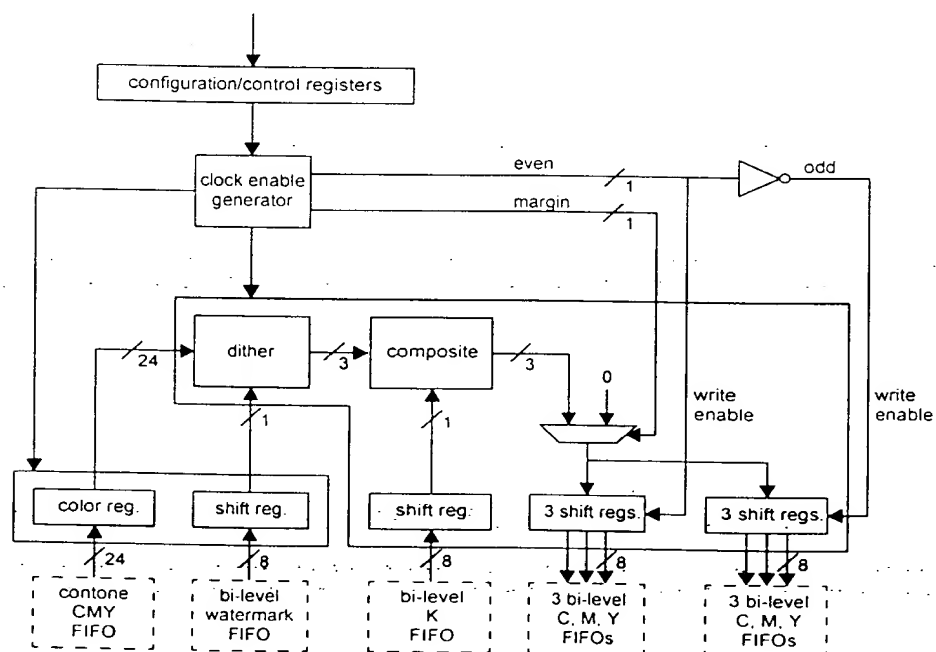 configuration/control registers
clock enable
generator
even
1
odd
margin
1
dither
composite
24
3
3
0
1
1
write
enable
write
enable
color reg.
shift reg.
shift reg.
3 shift regs.
3 shift regs.
24
8
8
8
8
contone
CMY
FIFO
bi-level
watermark
FIFO
bi-level
K
FIFO
3 bi-level
C, M, Y
FIFOs
3 bi-level
C, M, Y
FIFOs